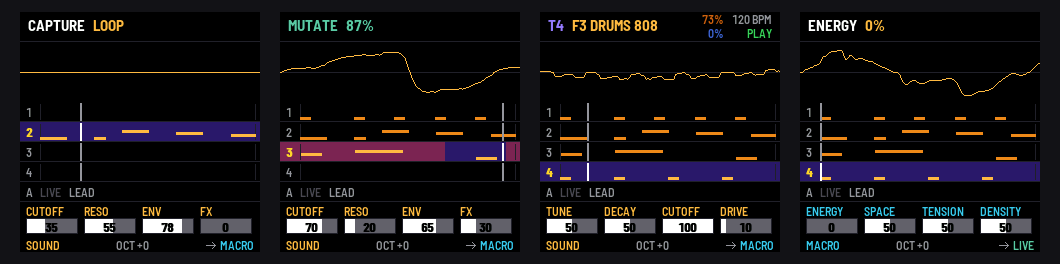 CAPTURE LOOP
1
2
3
4
A LIVE LEAD
CUTOFF RESO ENV FX
35 55 78 0
SOUND OCT+0 → MACRO
MUTATE 87%
1
2
3
4
A LIVE LEAD
CUTOFF RESO ENV FX
70 20 65 30
SOUND OCT+0 → MACRO
T4 F3 DRUMS 808 73% 120 BPM
0% PLAY
1
2
3
4
A LIVE LEAD
TUNE DECAY CUTOFF DRIVE
50 50 100 10
SOUND OCT+0 → MACRO
ENERGY 0%
1
2
3
4
A LIVE LEAD
ENERGY SPACE TENSION DENSITY
0 50 50 50
MACRO OCT+0 → LIVE